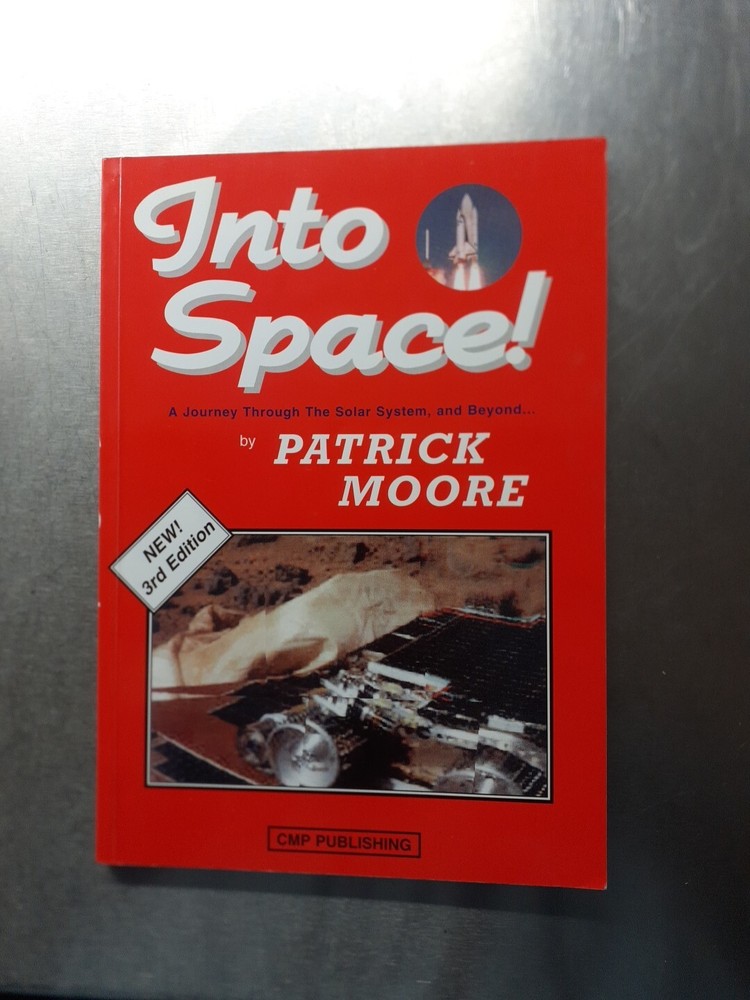 Into
Space!
A Journey Through The Solar System, and Beyond...
by PATRICK
MOORE
NEW!
3rd Edition
CMP PUBLISHING